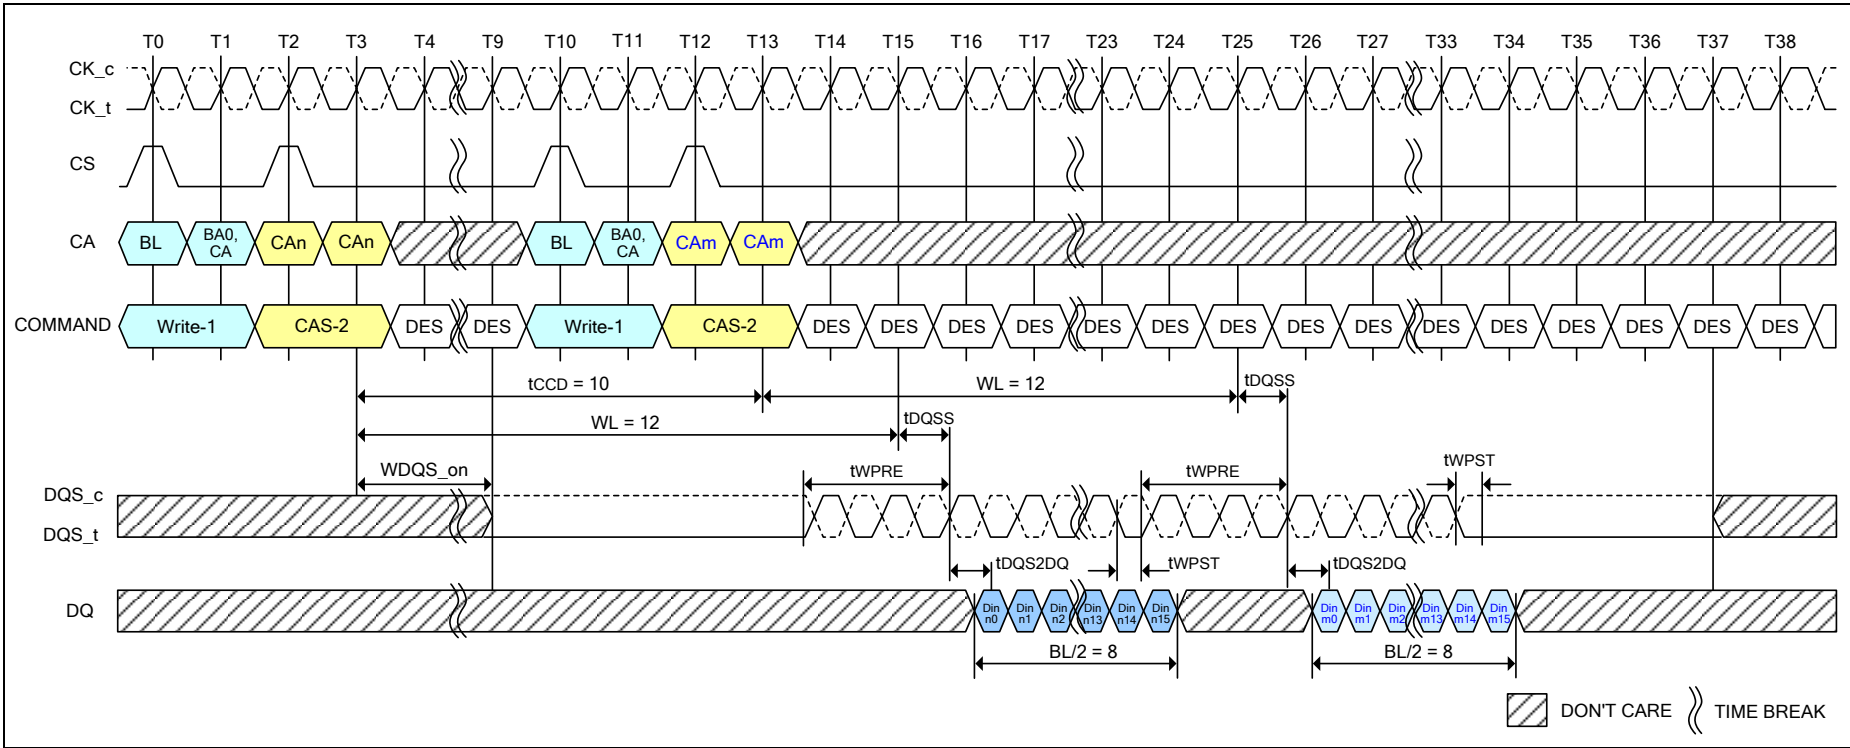 T0 T1 T2 T3 T4 T9 T10 T11 T12 T13 T14 T15 T16 T17 T23 T24 T25 T26 T27 T33 T34 T35 T36 T37 T38
CK_c
CK_t
CS
CA BL BA0, CA CAn CAn BL BA0, CA CAm CAm
COMMAND Write-1 CAS-2 DES DES Write-1 CAS-2 DES DES DES DES DES DES DES DES DES DES DES DES DES DES DES
tCCD = 10 WL = 12 tDQSS
WL = 12 tDQSS
WDQS_on tWPRE tWPRE tWPST
DQS_c
DQS_t
tDQS2DQ tWPST tDQS2DQ
DQ Din n0 Din n1 Din n2 Din n13 Din n14 Din n15 Din m0 Din m1 Din m2 Din m13 Din m14 Din m15
BL/2 = 8 BL/2 = 8
DON'T CARE TIME BREAK